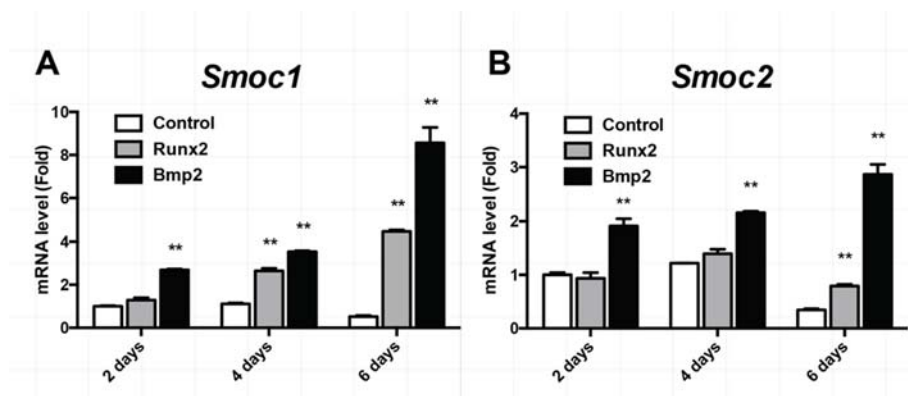 A
Smoc1
mRNA level (Fold)
10
8
6
4
2
0
Control
Runx2
Bmp2
**
**
**
**
**
2 days
4 days
6 days
B
Smoc2
mRNA level (Fold)
4
3
2
1
0
Control
Runx2
Bmp2
**
**
**
**
2 days
4 days
6 days